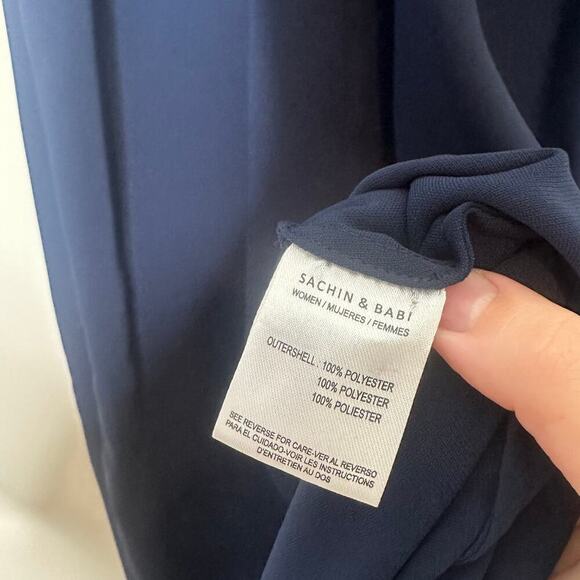 SACHIN & BABI
WOMEN / MUJERES / FEMMES
OUTERSHELL : 100% POLYESTER
100% POLYESTER
100% POLIESTER
SEE REVERSE FOR CARE-VER AL REVERSO
PARA EL CUIDADO-VOIR LES INSTRUCTIONS
D'ENTRETIEN AU DOS